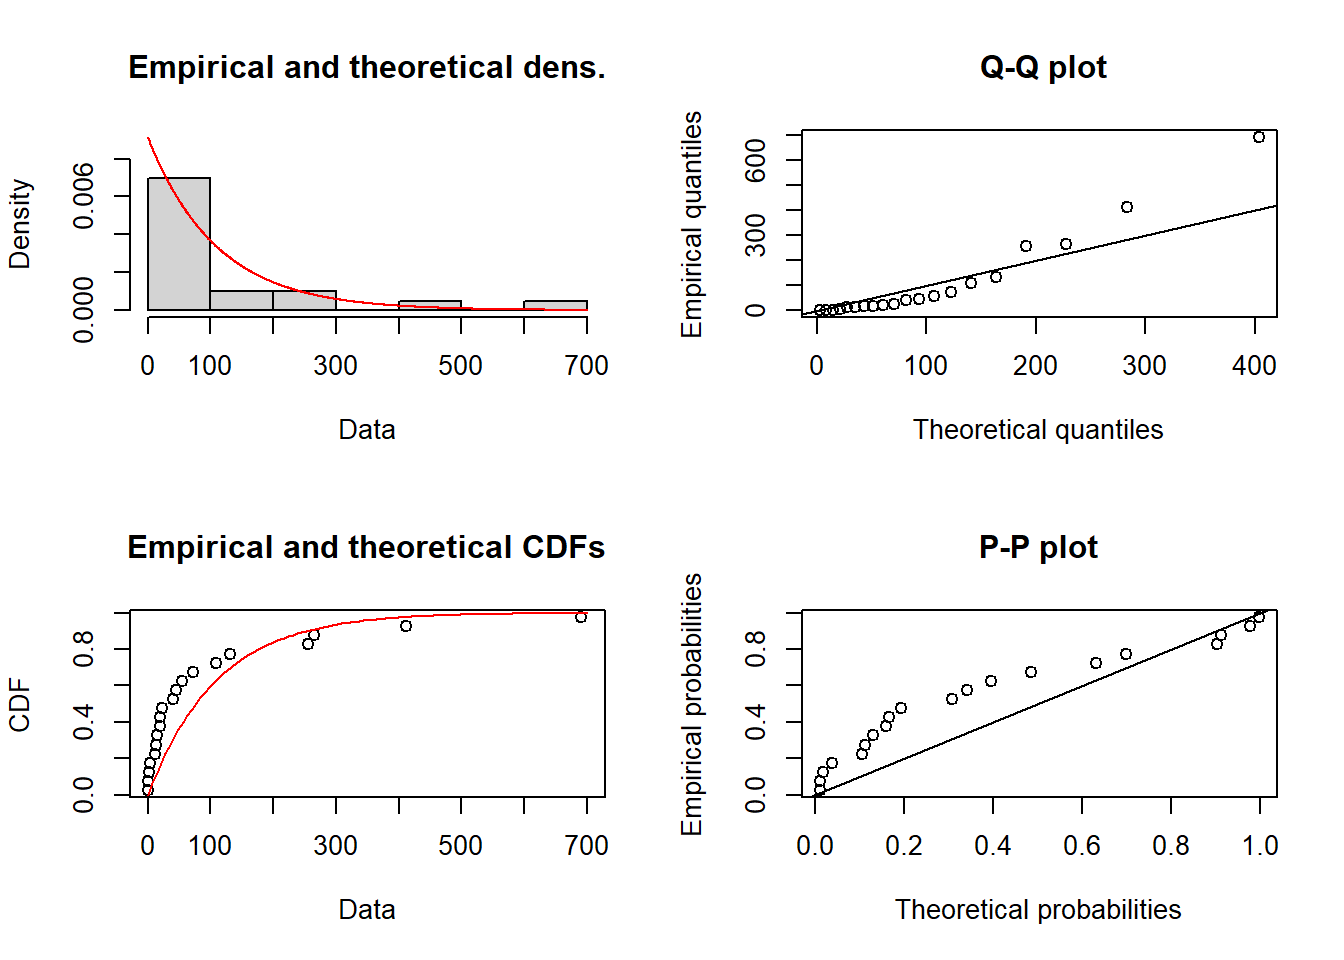 Empirical and theoretical dens.
Density
0.000
0.006
0
100
300
500
700
Data
Q-Q plot
Empirical quantiles
0
300
600
0
100
200
300
400
Theoretical quantiles
Empirical and theoretical CDFs
CDF
0.0
0.4
0.8
0
100
300
500
700
Data
P-P plot
Empirical probabilities
0.0
0.4
0.8
0.0
0.2
0.4
0.6
0.8
1.0
Theoretical probabilities